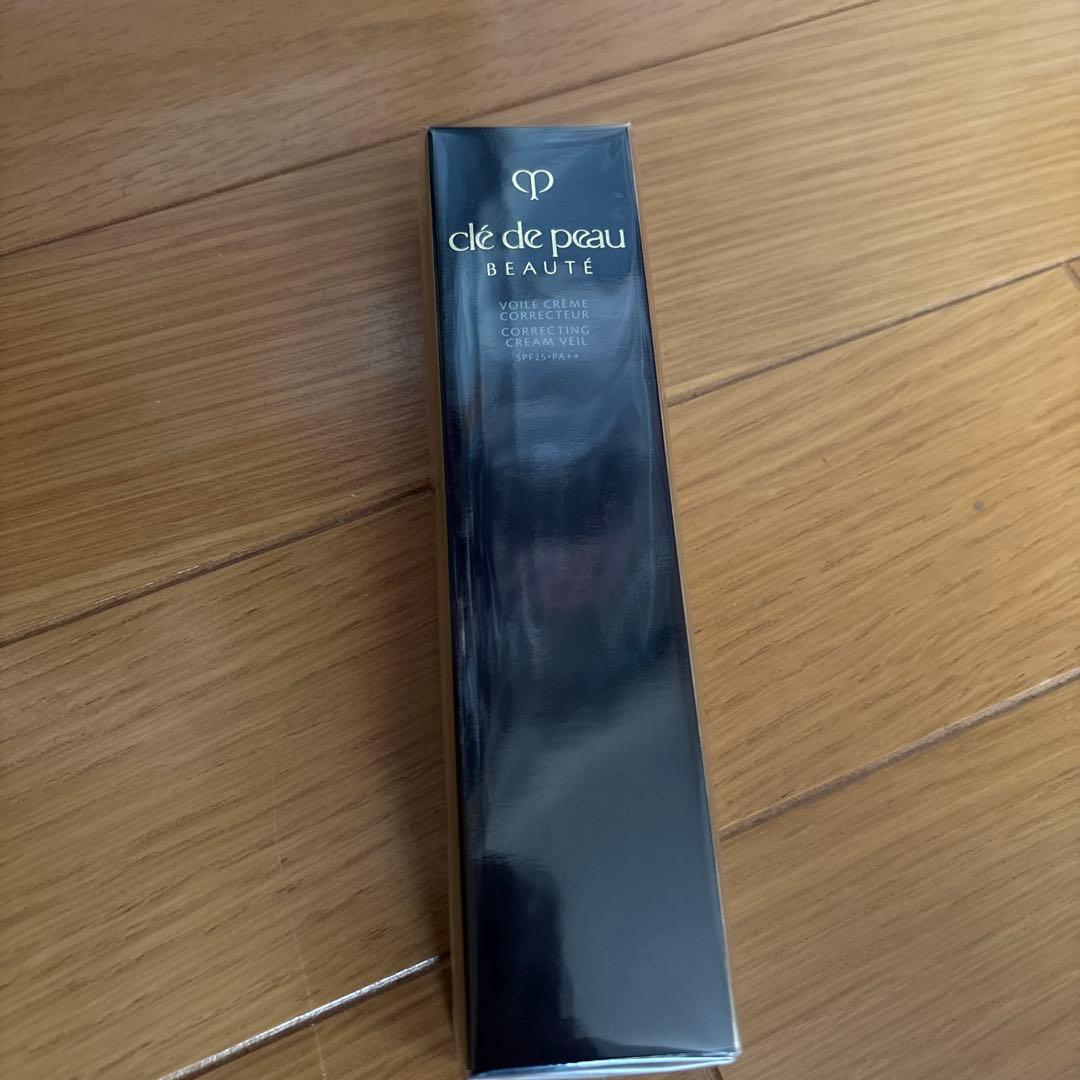 clé de peau
BEAUTÉ
VOILE CRÈME
CORRECTEUR
CORRECTING
CREAM VEIL
SPF25・PA++